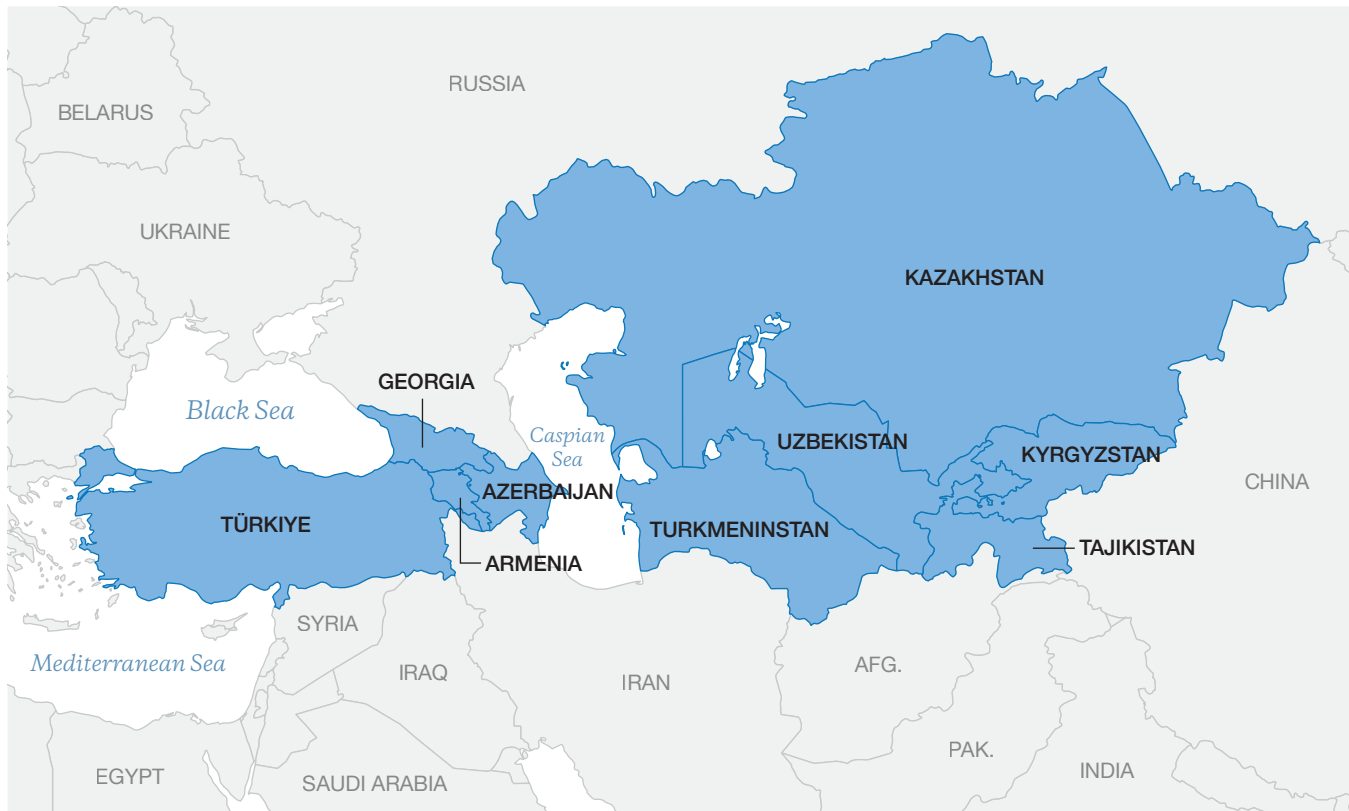 RUSSIA
BELARUS
UKRAINE
KAZAKHSTAN
GEORGIA
Black Sea
Caspian
Sea
UZBEKISTAN
KYRGYZSTAN
CHINA
AZERBAIJAN
TÜRKIYE
TURKMENINSTAN
TAJIKISTAN
ARMENIA
SYRIA
Mediterranean Sea
IRAQ
IRAN
AFG.
PAK.
INDIA
EGYPT
SAUDI ARABIA